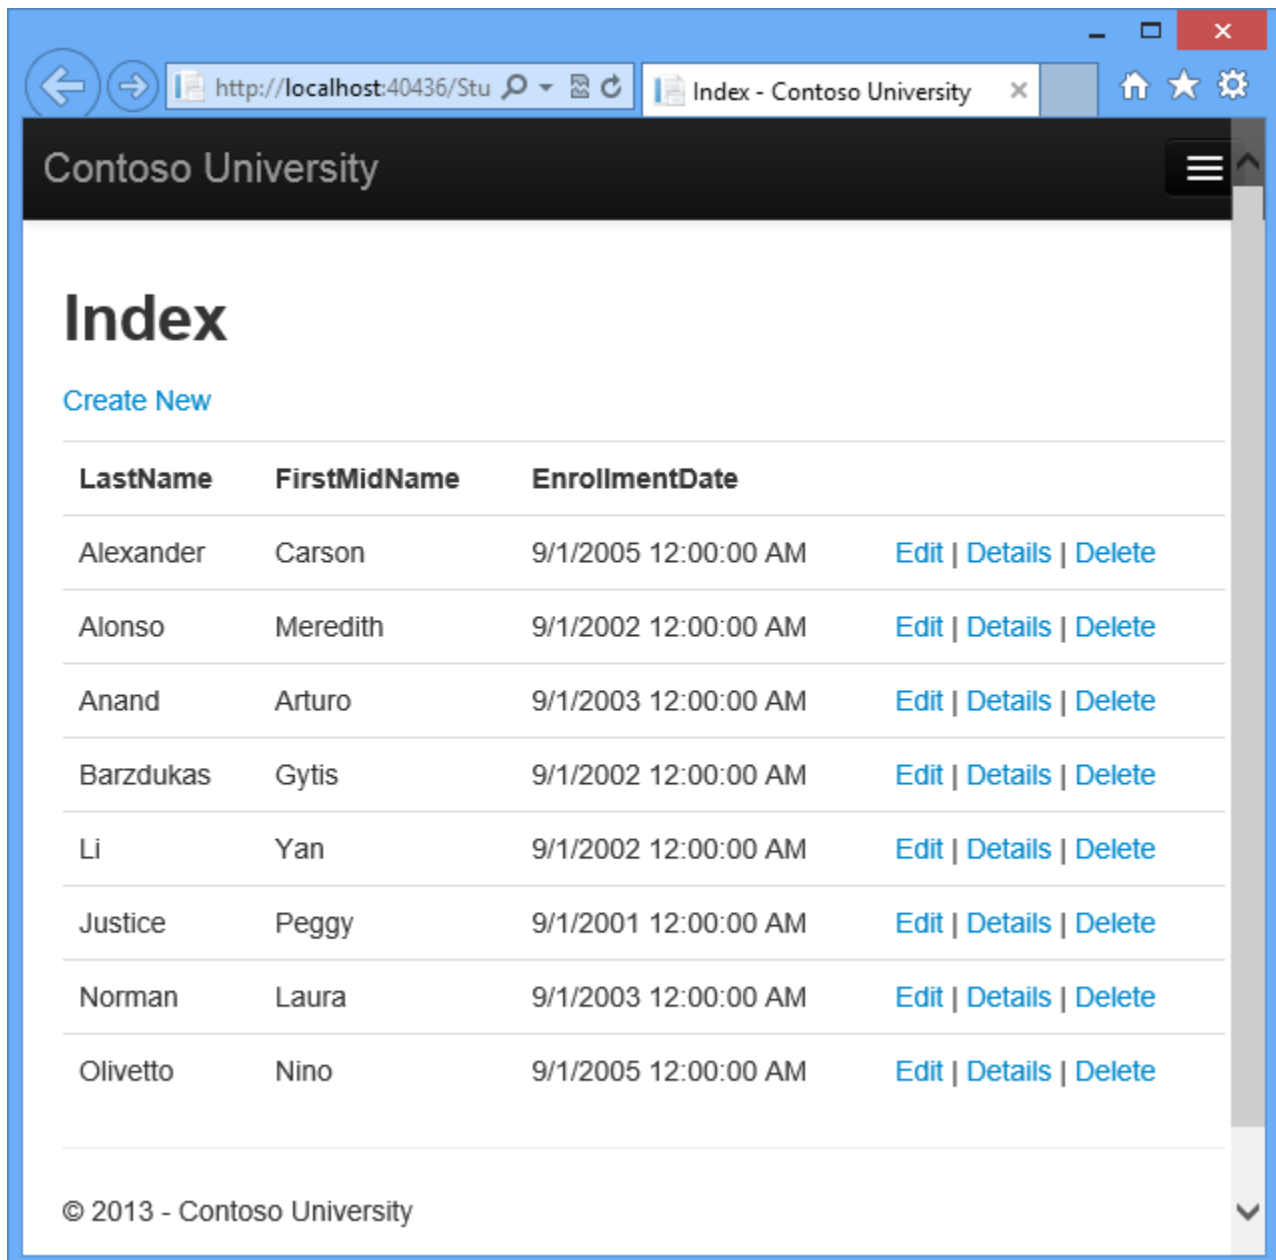 http://localhost:40436/Stu
Index - Contoso University
Contoso University
Index
Create New
LastName FirstMidName EnrollmentDate
Alexander Carson 9/1/2005 12:00:00 AM Edit | Details | Delete
Alonso Meredith 9/1/2002 12:00:00 AM Edit | Details | Delete
Anand Arturo 9/1/2003 12:00:00 AM Edit | Details | Delete
Barzdukas Gytis 9/1/2002 12:00:00 AM Edit | Details | Delete
Li Yan 9/1/2002 12:00:00 AM Edit | Details | Delete
Justice Peggy 9/1/2001 12:00:00 AM Edit | Details | Delete
Norman Laura 9/1/2003 12:00:00 AM Edit | Details | Delete
Olivetto Nino 9/1/2005 12:00:00 AM Edit | Details | Delete
© 2013 - Contoso University